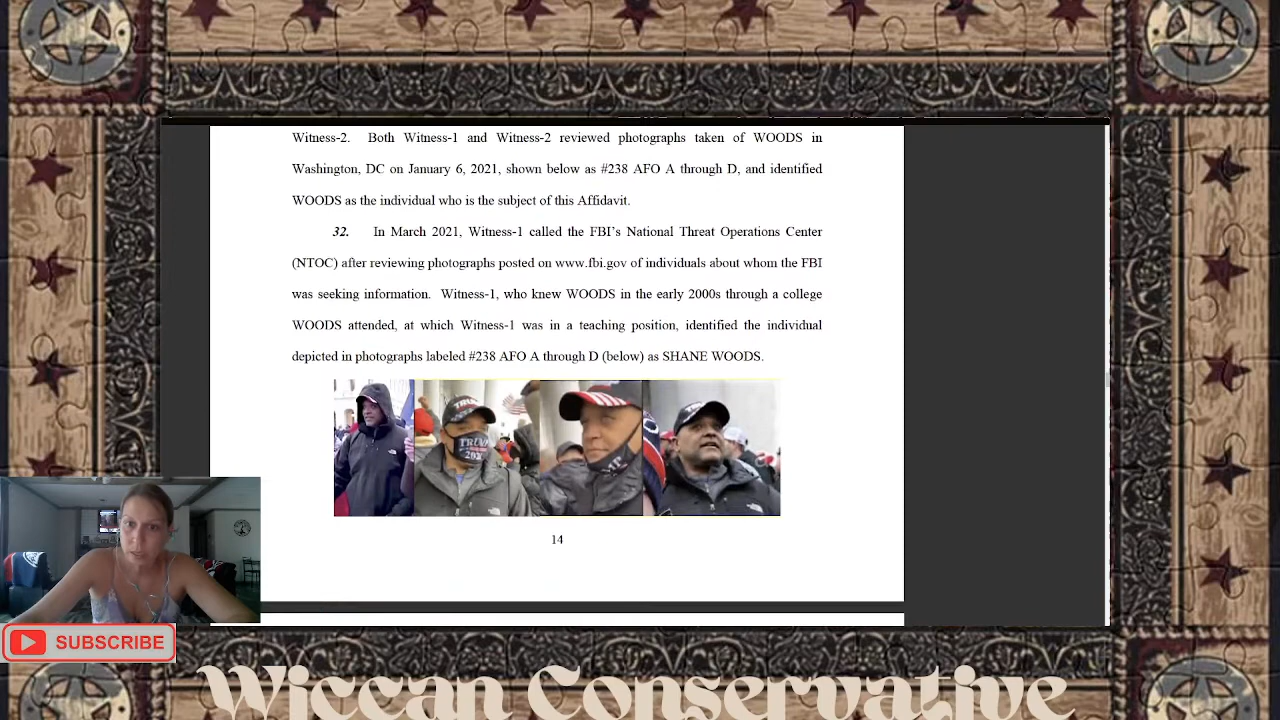 Witness-2. Both Witness-1 and Witness-2 reviewed photographs taken of WOODS in
Washington, DC on January 6, 2021, shown below as #238 AFO A through D, and identified
WOODS as the individual who is the subject of this Affidavit.
32. In March 2021, Witness-1 called the FBI’s National Threat Operations Center
(NTOC) after reviewing photographs posted on www.fbi.gov of individuals about whom the FBI
was seeking information. Witness-1, who knew WOODS in the early 2000s through a college
WOODS attended, at which Witness-1 was in a teaching position, identified the individual
depicted in photographs labeled #238 AFO A through D (below) as SHANE WOODS.
TRUMP
14
SUBSCRIBE
Wiccan Conservative